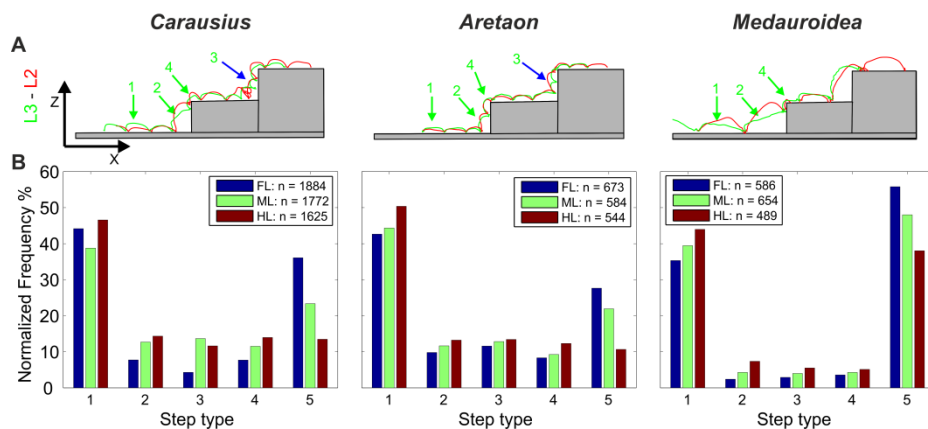 Carausius Aretaon Medauroidea
A
L3 - L2
Z
X
1 2 4 3
1 2 4 3
1 2 4
B
Normalized Frequency %
60
50
40
30
20
10
0
FL: n = 1884
ML: n = 1772
HL: n = 1625
FL: n = 673
ML: n = 584
HL: n = 544
FL: n = 586
ML: n = 654
HL: n = 489
1 2 3 4 5
1 2 3 4 5
1 2 3 4 5
Step type Step type Step type